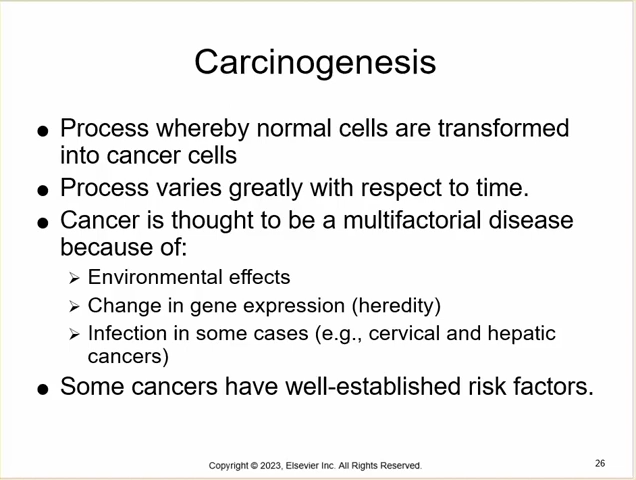 Carcinogenesis
● Process whereby normal cells are transformed
into cancer cells
● Process varies greatly with respect to time.
● Cancer is thought to be a multifactorial disease
because of:
➢ Environmental effects
➢ Change in gene expression (heredity)
➢ Infection in some cases (e.g., cervical and hepatic
cancers)
● Some cancers have well-established risk factors.
Copyright © 2023, Elsevier Inc. All Rights Reserved.
26